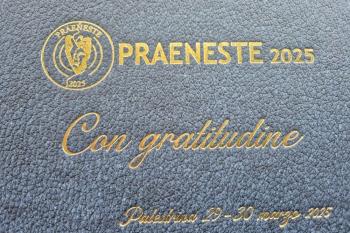 PRAENESTE
2025
PRAENESTE 2025
Con gratitudine
Palestrina 29 - 30 marzo 2025